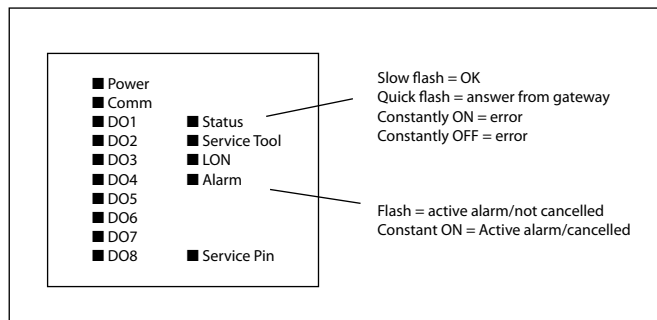 Power
Comm
DO1
DO2
DO3
DO4
DO5
DO6
DO7
DO8
Status
Service Tool
LON
Alarm
Service Pin
Slow flash = OK
Quick flash = answer from gateway
Constantly ON = error
Constantly OFF = error
Flash = active alarm/not cancelled
Constant ON = Active alarm/cancelled